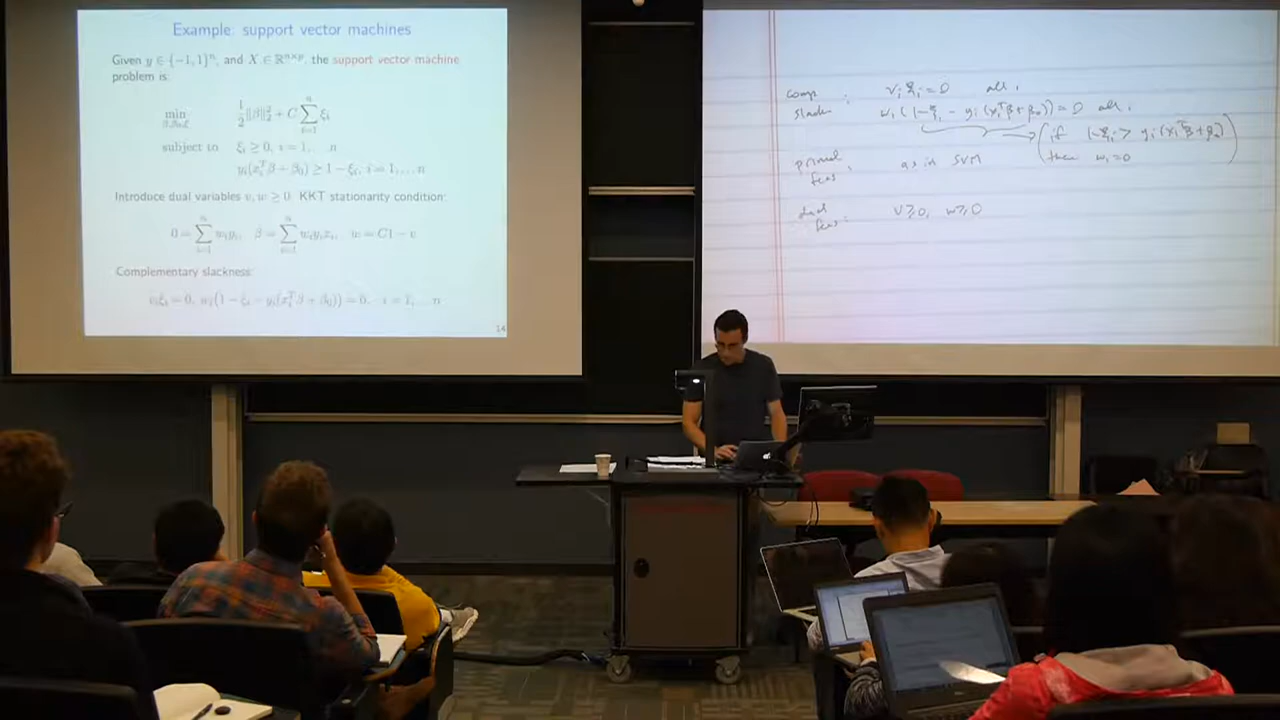 Example: support vector machines
Given y ∈ {−1, 1}ⁿ, and X ∈ ℝⁿˣᵖ, the support vector machine
problem is:
min 1/2 ||β||₂² + C ∑ ξᵢ
β,β₀,ξ i=1 n
subject to ξᵢ ≥ 0, i = 1, … n
yᵢ(xᵢᵀβ + β₀) ≥ 1 − ξᵢ, i = 1, … n
Introduce dual variables v, w ≥ 0. KKT stationarity condition:
0 = ∑ᵢ₌₁ⁿ wᵢyᵢ, β = ∑ᵢ₌₁ⁿ wᵢyᵢxᵢ, w = C1 − v
Complementary slackness:
vᵢξᵢ = 0, wᵢ(1 − ξᵢ − yᵢ(xᵢᵀβ + β₀)) = 0, i = 1, … n
14
comp vᵢ ξᵢ = 0 all i
slack: wᵢ (1−ξᵢ − yᵢ (xᵢᵀβ + β₀)) = 0 all i
(if 1−ξᵢ > yᵢ (xᵢᵀβ + β₀)
then wᵢ = 0)
primal feas: as in SVM
dual feas: v ≥ 0, w ≥ 0